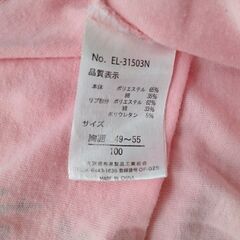 No. EL-31503N
品質表示
本体 ポリエステル 65%
綿 35%
リブ部分 ポリエステル 62%
綿 33%
ポリウレタン 5%
サイズ
胸囲 49～55
100
MADE IN CHINA